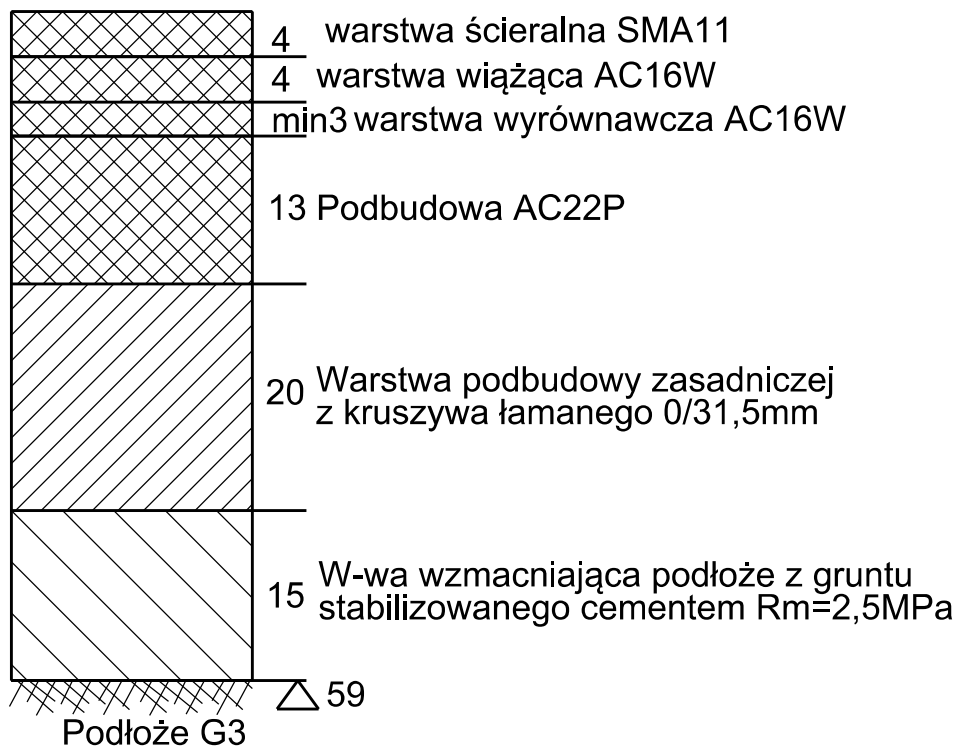 4 warstwa ścieralna SMA11
4 warstwa wiążąca AC16W
min3 warstwa wyrównawcza AC16W
13 Podbudowa AC22P
20 Warstwa podbudowy zasadniczej
z kruszywa łamanego 0/31,5mm
15 W-wa wzmacniająca podłoże z gruntu
stabilizowanego cementem Rm=2,5MPa
59
Podłoże G3